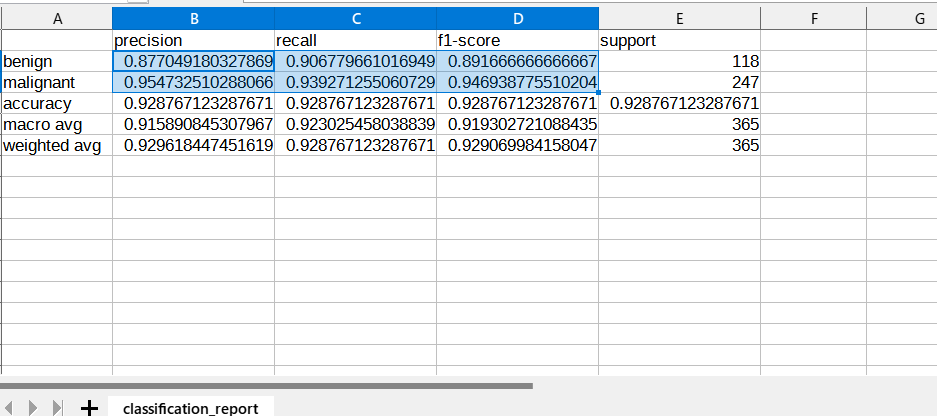 A B C D E F G
precision recall f1-score support
benign 0.877049180327869 0.906779661016949 0.891666666666667 118
malignant 0.954732510288066 0.939271255060729 0.946938775510204 247
accuracy 0.928767123287671 0.928767123287671 0.928767123287671 0.928767123287671
macro avg 0.915890845307967 0.923025458038839 0.919302721088435 365
weighted avg 0.929618447451619 0.928767123287671 0.929069984158047 365
classification_report